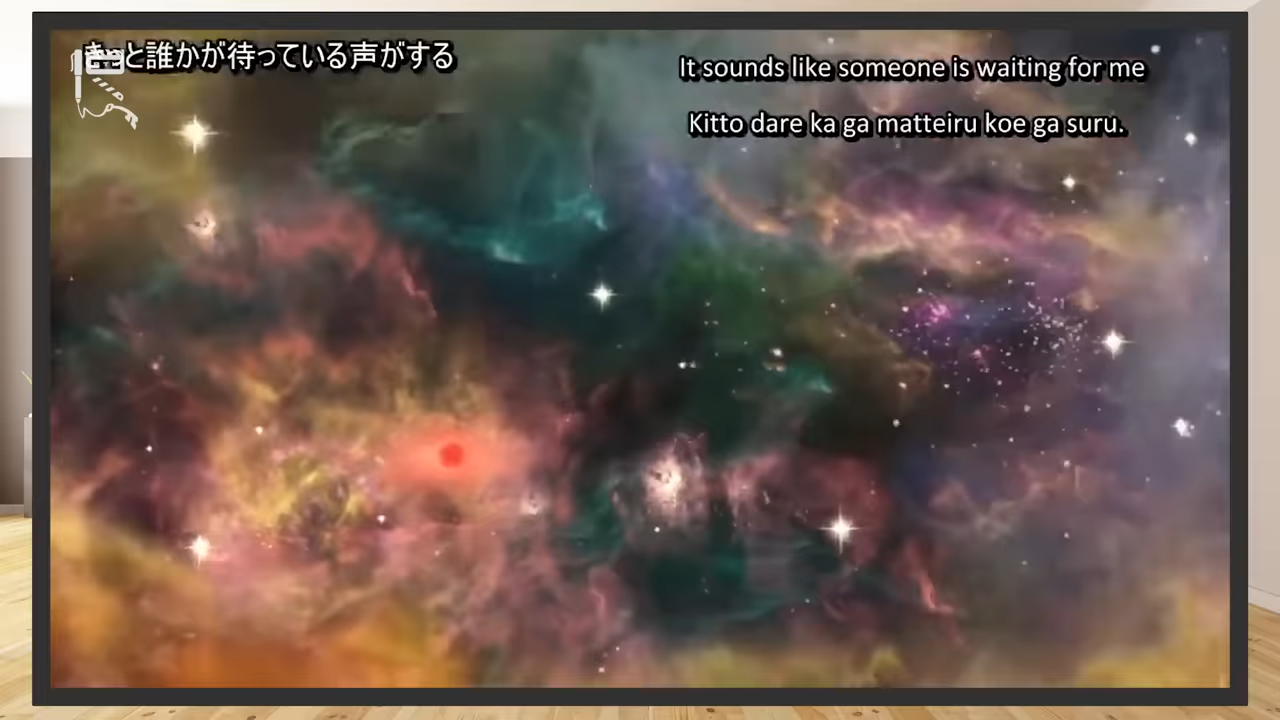 きっと誰かが待っている声がする
It sounds like someone is waiting for me
Kitto dare ka ga matteiru koe ga suru.